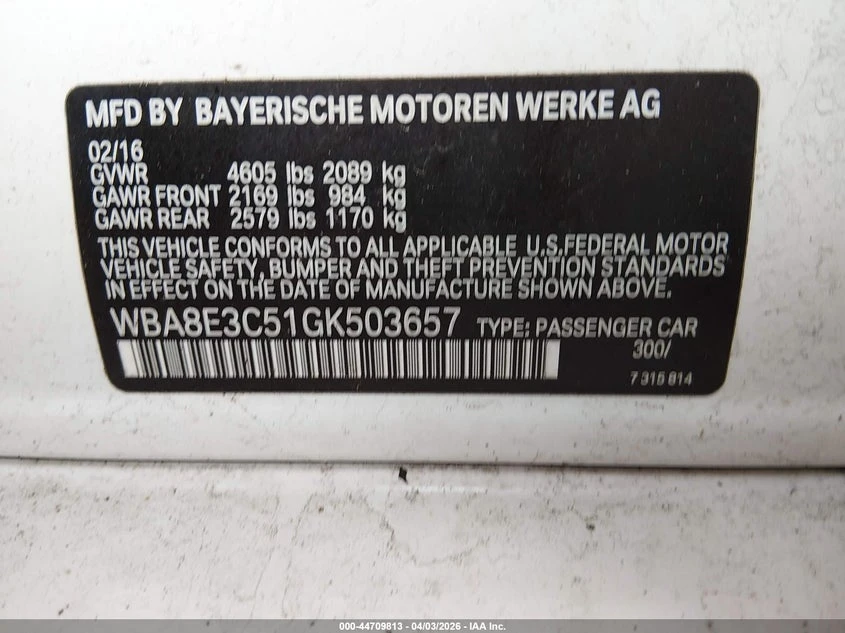 MFD BY BAYERISCHE MOTOREN WERKE AG
02/16
GVWR 4605 lbs 2089 kg
GAWR FRONT 2169 lbs 984 kg
GAWR REAR 2579 lbs 1170 kg
THIS VEHICLE CONFORMS TO ALL APPLICABLE U.S.FEDERAL MOTOR
VEHICLE SAFETY, BUMPER AND THEFT PREVENTION STANDARDS
IN EFFECT ON THE DATE OF MANUFACTURE SHOWN ABOVE.
WBA8E3C51GK503657 TYPE: PASSENGER CAR
300/
7 315 814
000-44709813 - 04/03/2026 - IAA Inc.